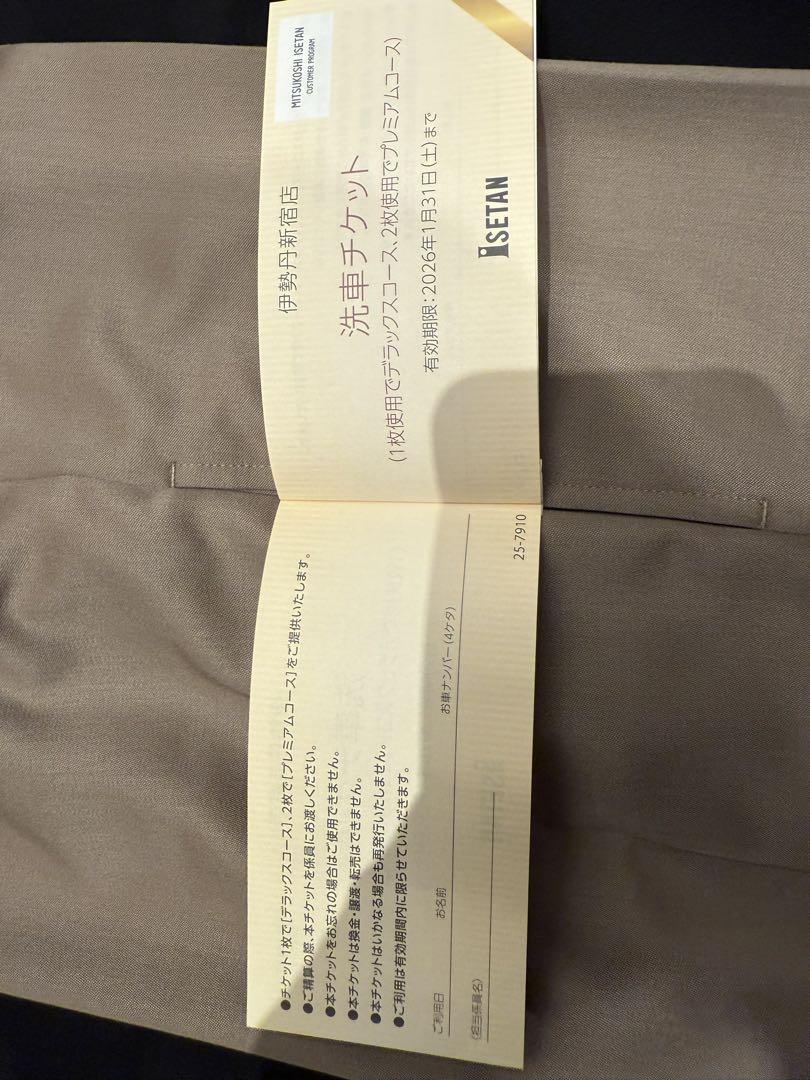 MITSUKOSHI ISETAN
CUSTOMER PROGRAM
伊勢丹新宿店
洗車チケット
(1枚使用でデラックスコース、2枚使用でプレミアムコース)
有効期限：2026年1月31日(土)まで
ISETAN
●チケット1枚で[デラックスコース]、2枚で[プレミアムコース]をご提供いたします。
●ご精算の際、本チケットを係員にお渡しください。
●本チケットをお忘れの場合はご使用できません。
●本チケットは換金・譲渡・転売はできません。
●本チケットはいかなる場合も再発行いたしません。
●ご利用は有効期間内に限らせていただきます。
ご利用日 お名前 お車ナンバー(4ケタ)
(担当係員名)
25-7910